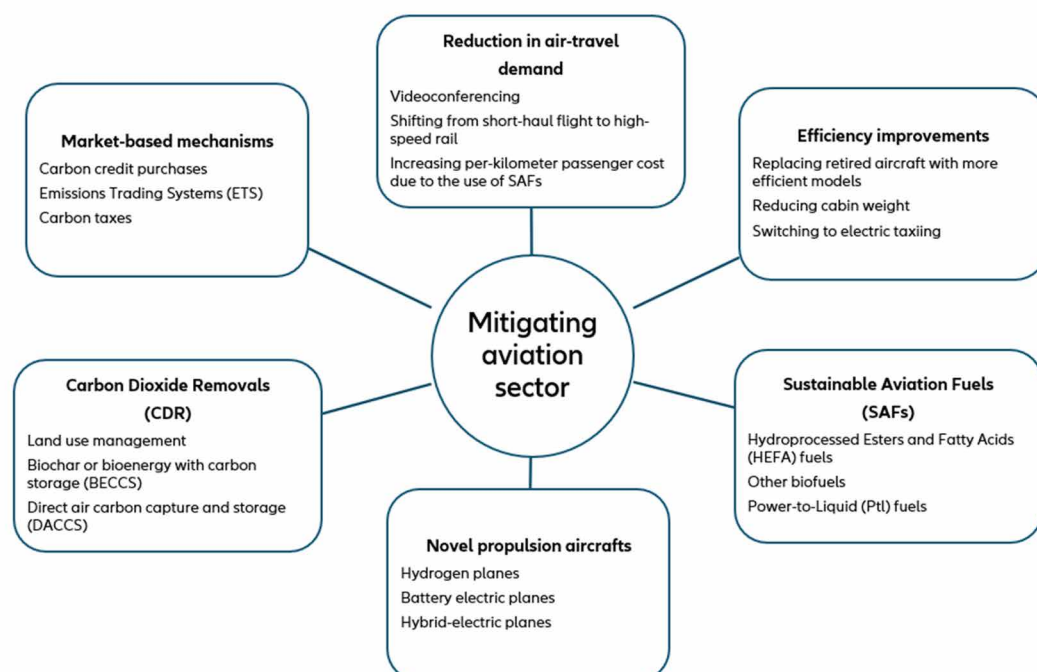 Reduction in air-travel
demand
Videoconferencing
Shifting from short-haul flight to high-
speed rail
Increasing per-kilometer passenger cost
due to the use of SAFs
Market-based mechanisms
Carbon credit purchases
Emissions Trading Systems (ETS)
Carbon taxes
Efficiency improvements
Replacing retired aircraft with more
efficient models
Reducing cabin weight
Switching to electric taxiing
Mitigating
aviation
sector
Carbon Dioxide Removals
(CDR)
Land use management
Biochar or bioenergy with carbon
storage (BECCS)
Direct air carbon capture and storage
(DACCS)
Sustainable Aviation Fuels
(SAFs)
Hydroprocessed Esters and Fatty Acids
(HEFA) fuels
Other biofuels
Power-to-Liquid (Ptl) fuels
Novel propulsion aircrafts
Hydrogen planes
Battery electric planes
Hybrid-electric planes